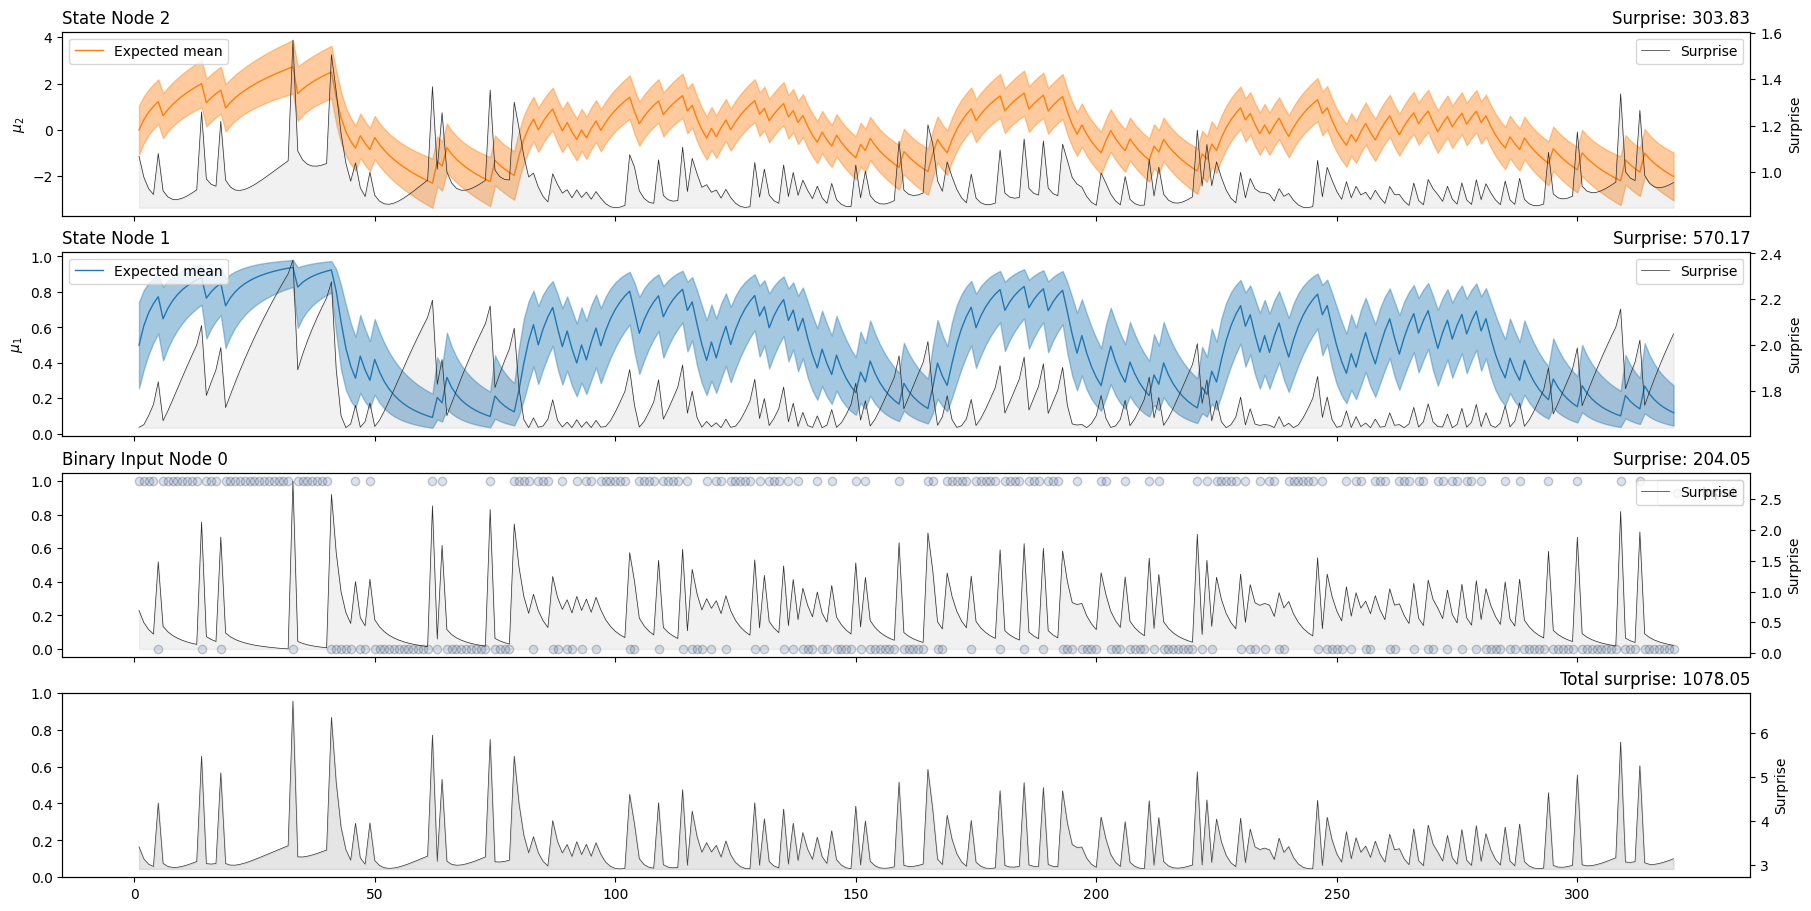 State Node 2
Surprise: 303.83
Expected mean
Surprise
4
2
0
−2
μ2
1.6
1.4
1.2
1.0
Surprise
State Node 1
Surprise: 570.17
Expected mean
Surprise
1.0
0.8
0.6
0.4
0.2
0.0
μ1
2.4
2.2
2.0
1.8
Surprise
Binary Input Node 0
Surprise: 204.05
Surprise
1.0
0.8
0.6
0.4
0.2
0.0
2.5
2.0
1.5
1.0
0.5
0.0
Surprise
Total surprise: 1078.05
1.0
0.8
0.6
0.4
0.2
0.0
6
5
4
3
Surprise
0
50
100
150
200
250
300